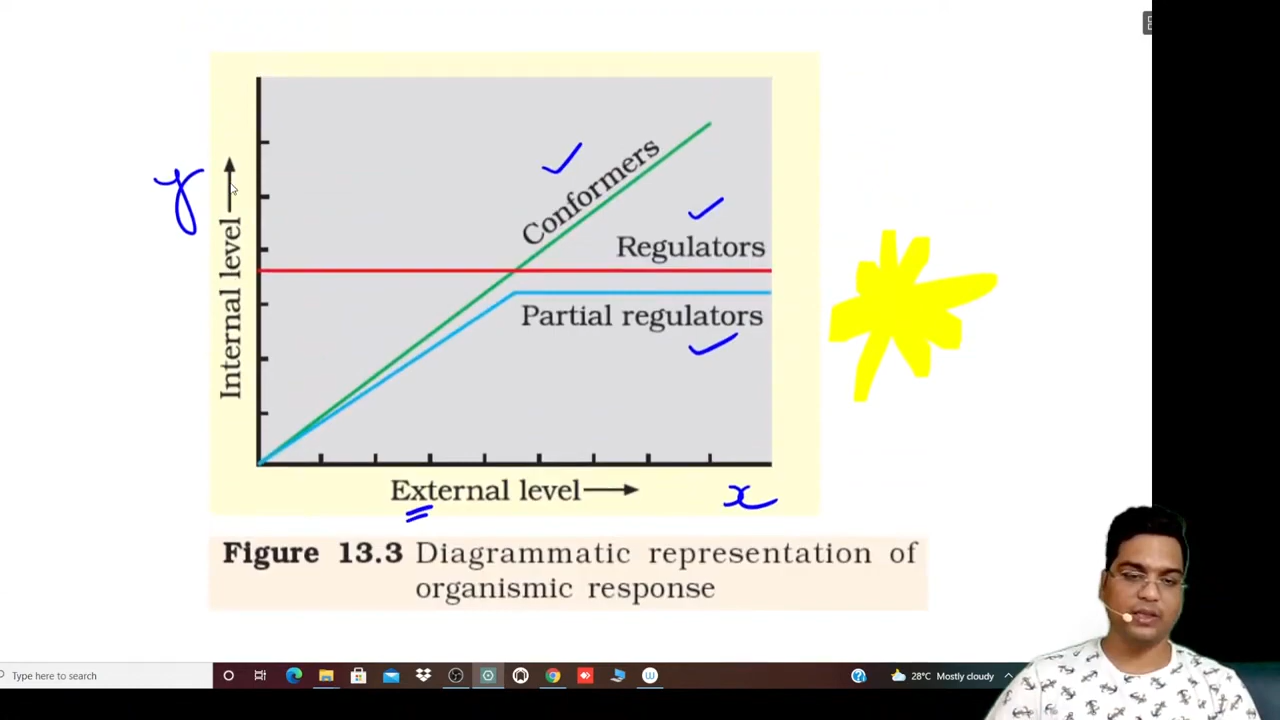 y
Internal level
Conformers
Regulators
Partial regulators
External level
x
Figure 13.3 Diagrammatic representation of
organismic response
Type here to search
28°C Mostly cloudy